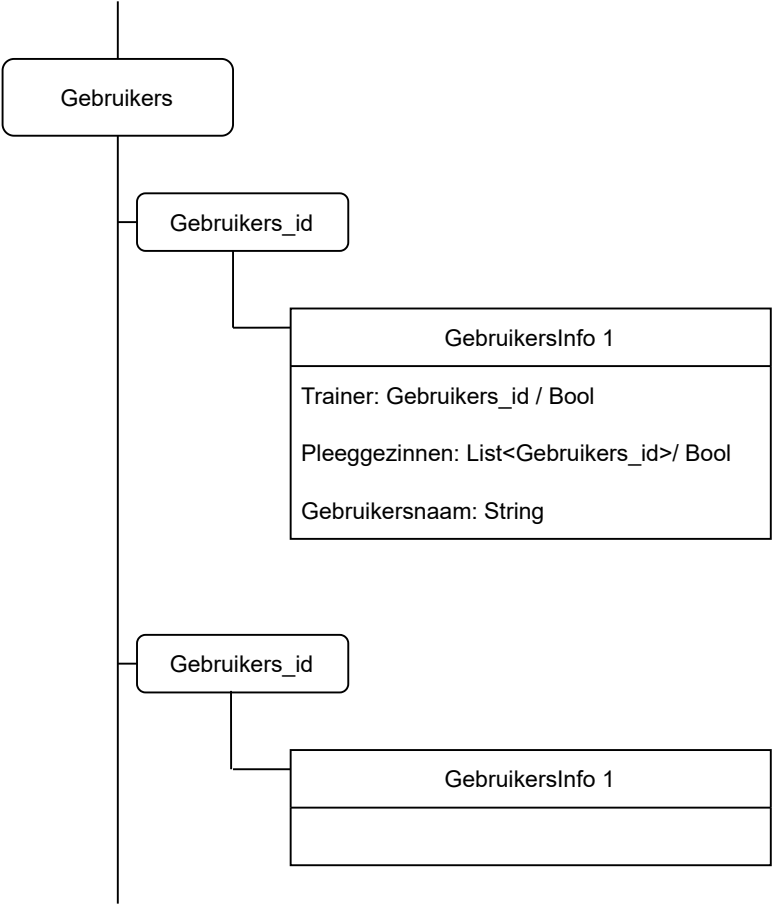 Gebruikers
Gebruikers_id
GebruikersInfo 1
Trainer: Gebruikers_id / Bool
Pleeggezinnen: List<Gebruikers_id>/ Bool
Gebruikersnaam: String
Gebruikers_id
GebruikersInfo 1